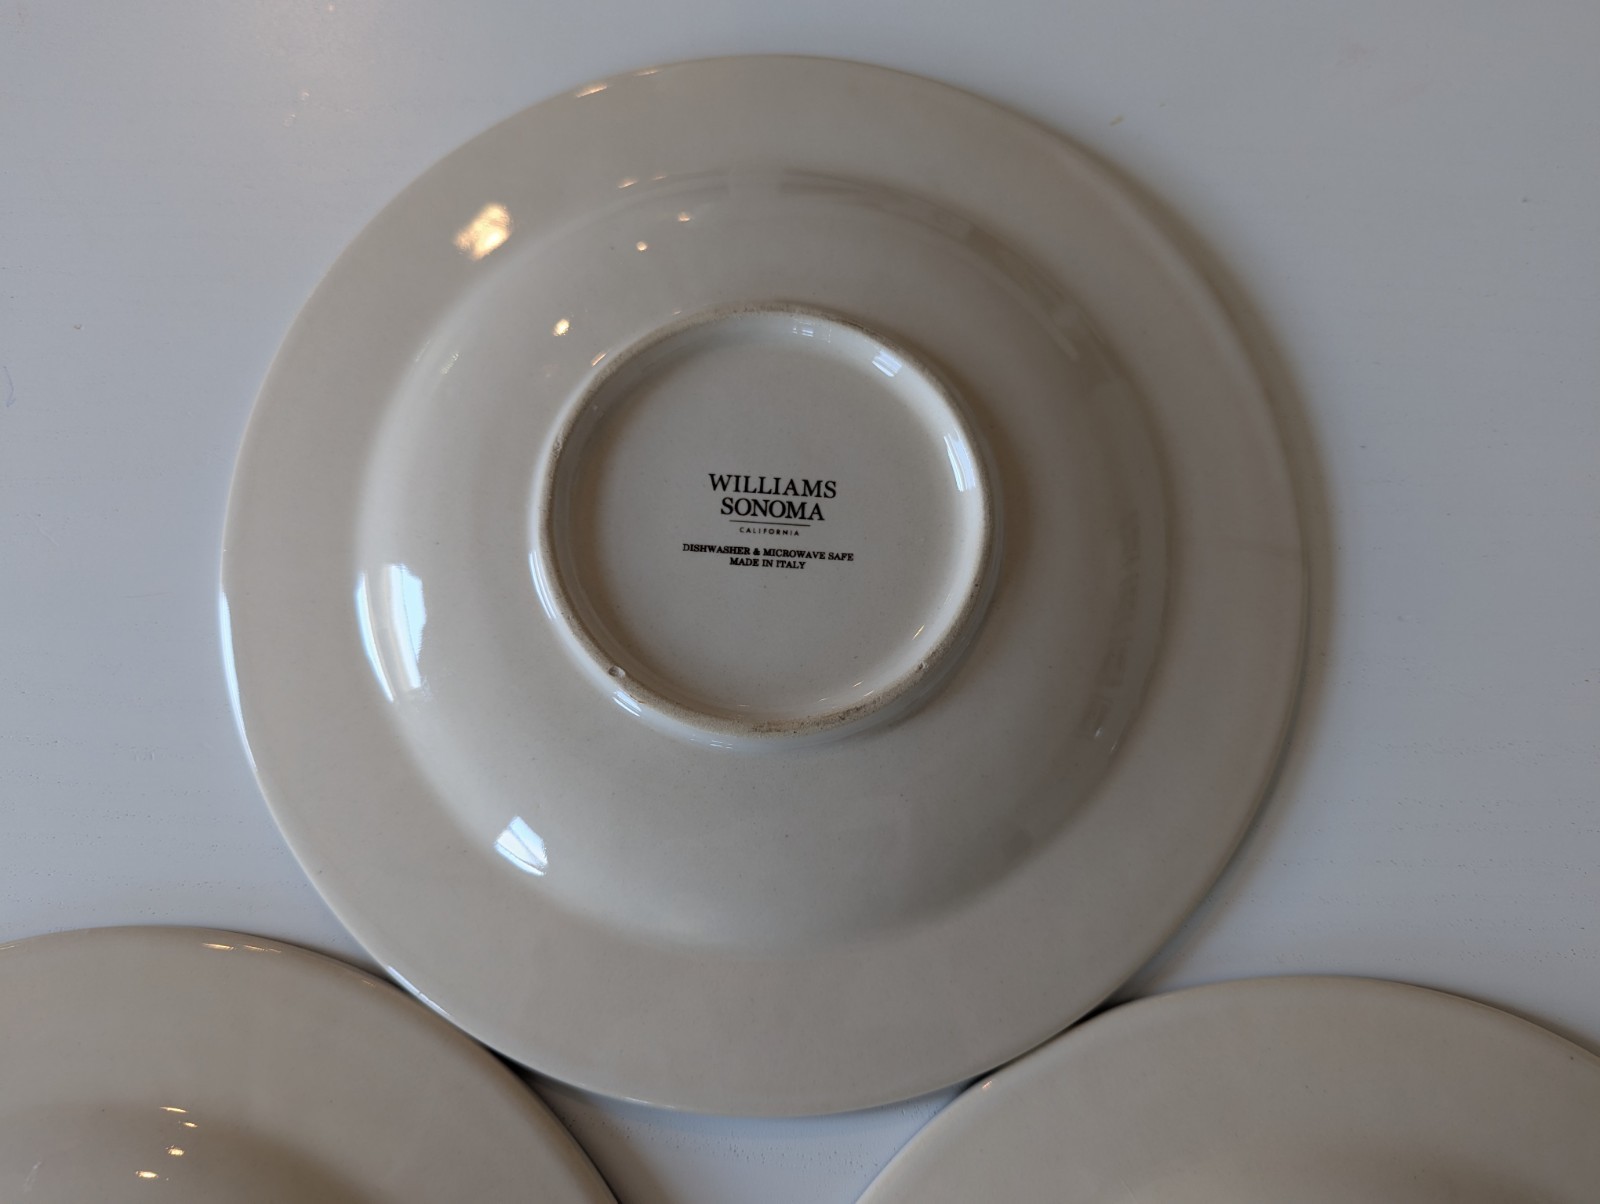 WILLIAMS
SONOMA
CALIFORNIA
DISHWASHER & MICROWAVE SAFE
MADE IN ITALY